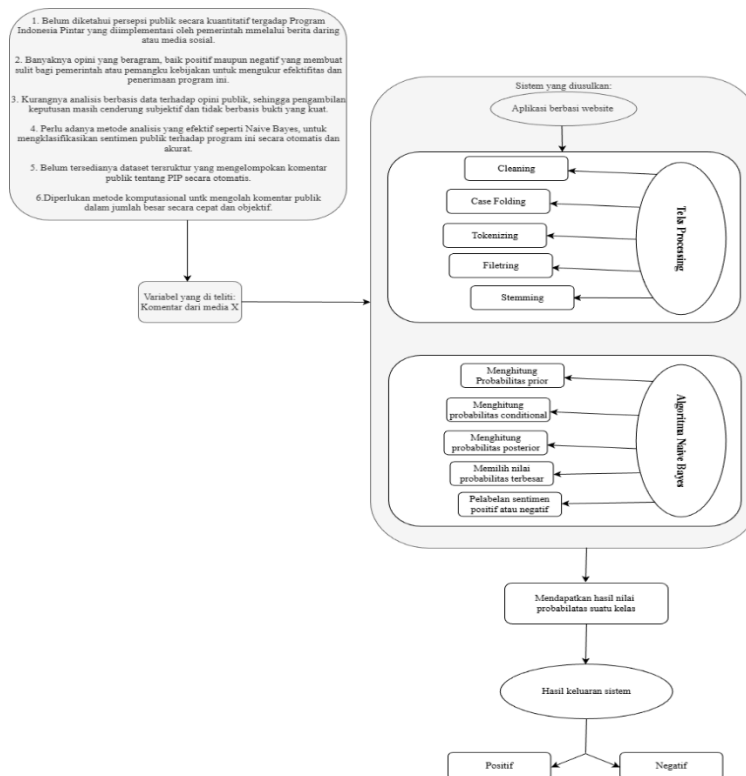 1. Belum diketahui persepsi publik secara kuantitatif tergadap Program
Indonesia Pintar yang diimplementasi oleh pemerintah mmelalui berita daring
atau media sosial.
2. Banyaknya opini yang beragram, baik positif maupun negatif yang membuat
sulit bagi pemerintah atau pemangku kebijakan untuk mengukur efektifitas dan
penerimaan program ini.
3. Kurangnya analisis berbasis data terhadap opini publik, sehingga pengambilan
keputusan masih cenderung subjektif dan tidak berbasis bukti yang kuat.
4. Perlu adanya metode analisis yang efektif seperti Naive Bayes, untuk
mengklasifikasikan sentimen publik terhadap program ini secara otomatis dan
akurat.
5. Belum tersedianya dataset tersruktur yang mengelompokan komentar
publik tentang PIP secara otomatis.
6.Diperlukan metode komputasional untk mengolah komentar publik
dalam jumlah besar secara cepat dan objektif.
Variabel yang di teliti:
Komentar dari media X
Sistem yang diusulkan:
Aplikasi berbasi website
Cleaning
Case Folding
Tokenizing
Filetring
Stemming
Teks Processing
Menghitung
Probabilitas prior
Menghitung
probabilitas conditional
Menghitung
probabilitas posterior
Memilih nilai
probabilitas terbesar
Pelabelan sentimen
positif atau negatif
Algoritma Naive Bayes
Mendapatkan hasil nilai
probabilatas suatu kelas
Hasil keluaran sistem
Positif
Negatif